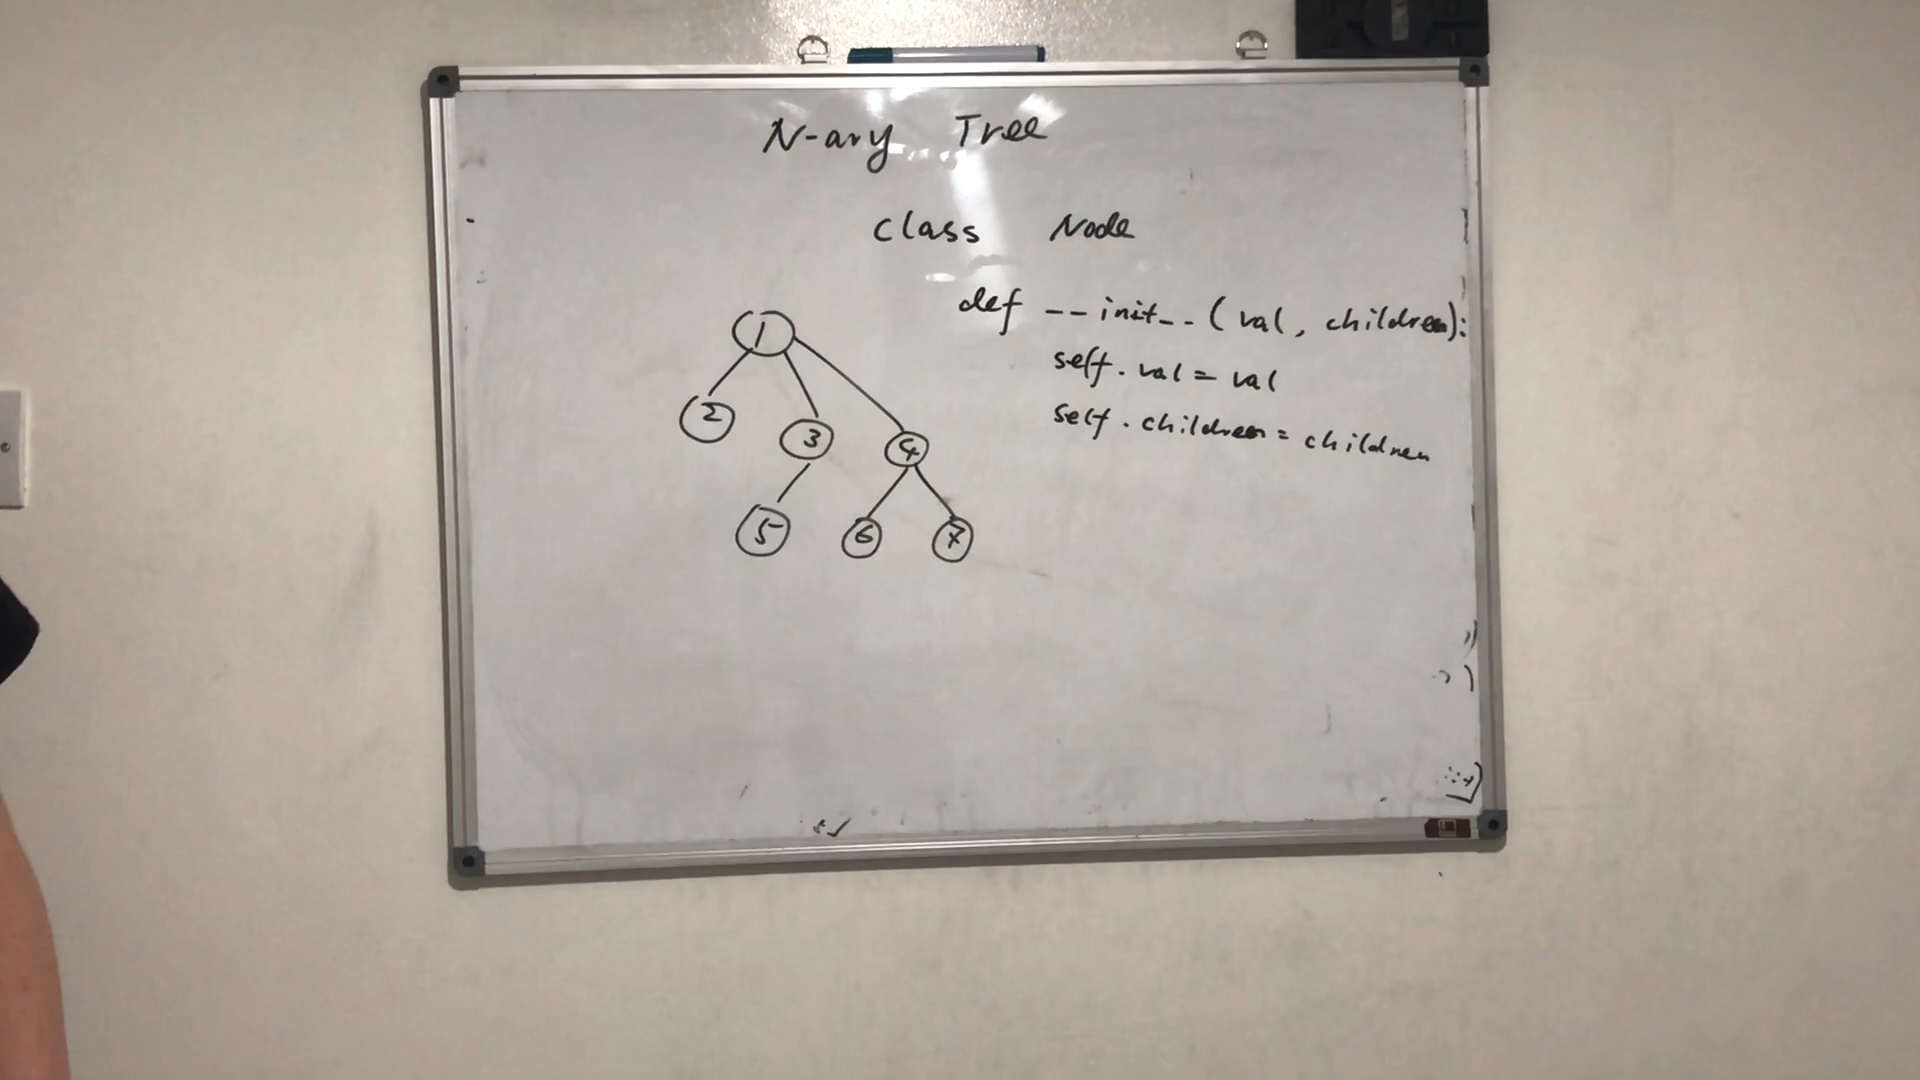 N-ary Tree
class Node
def __init__(val, children):
self.val = val
self.children = children
1
2
3
4
5
6
7